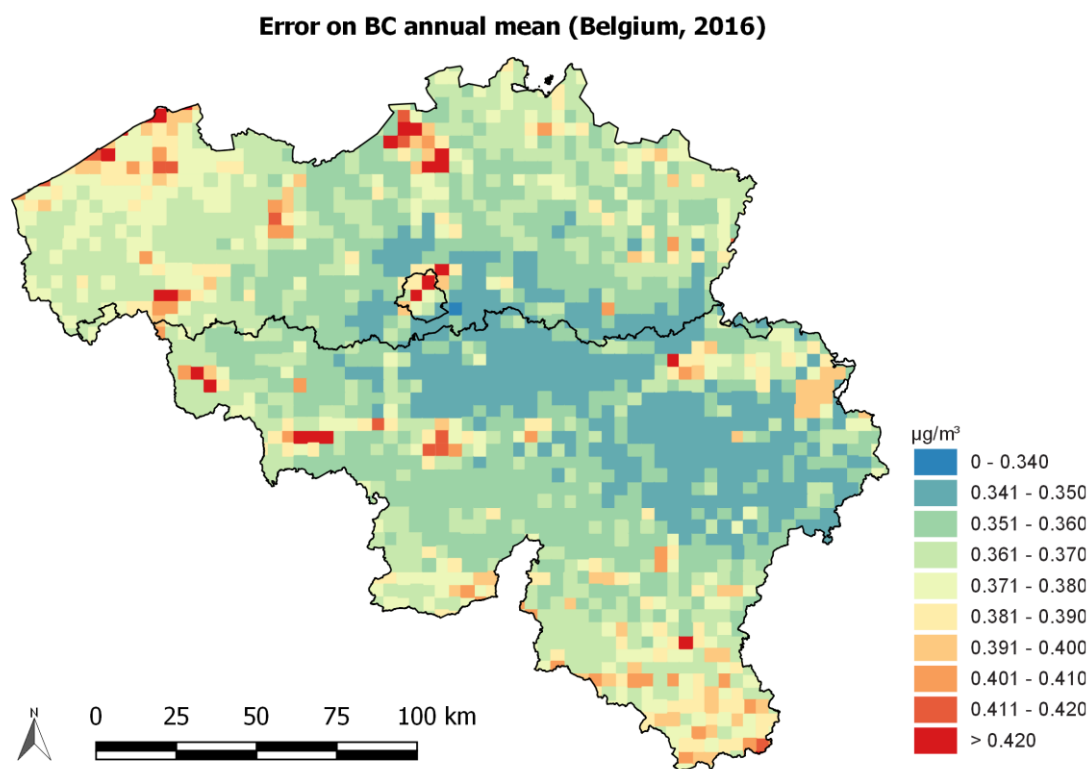 Error on BC annual mean (Belgium, 2016)
µg/m³
0 - 0.340
0.341 - 0.350
0.351 - 0.360
0.361 - 0.370
0.371 - 0.380
0.381 - 0.390
0.391 - 0.400
0.401 - 0.410
0.411 - 0.420
> 0.420
N
0 25 50 75 100 km